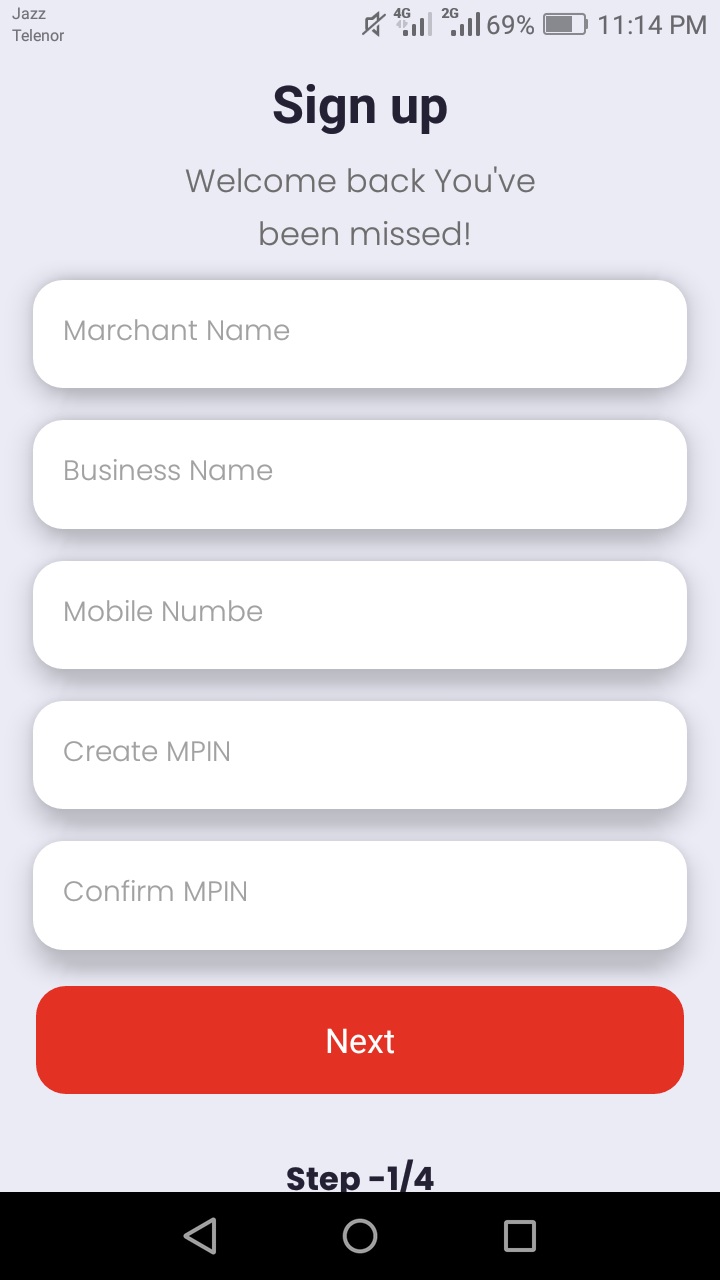 Jazz
Telenor
4G 2G 69% 11:14 PM
Sign up
Welcome back You've
been missed!
Marchant Name
Business Name
Mobile Numbe
Create MPIN
Confirm MPIN
Next
Step -1/4